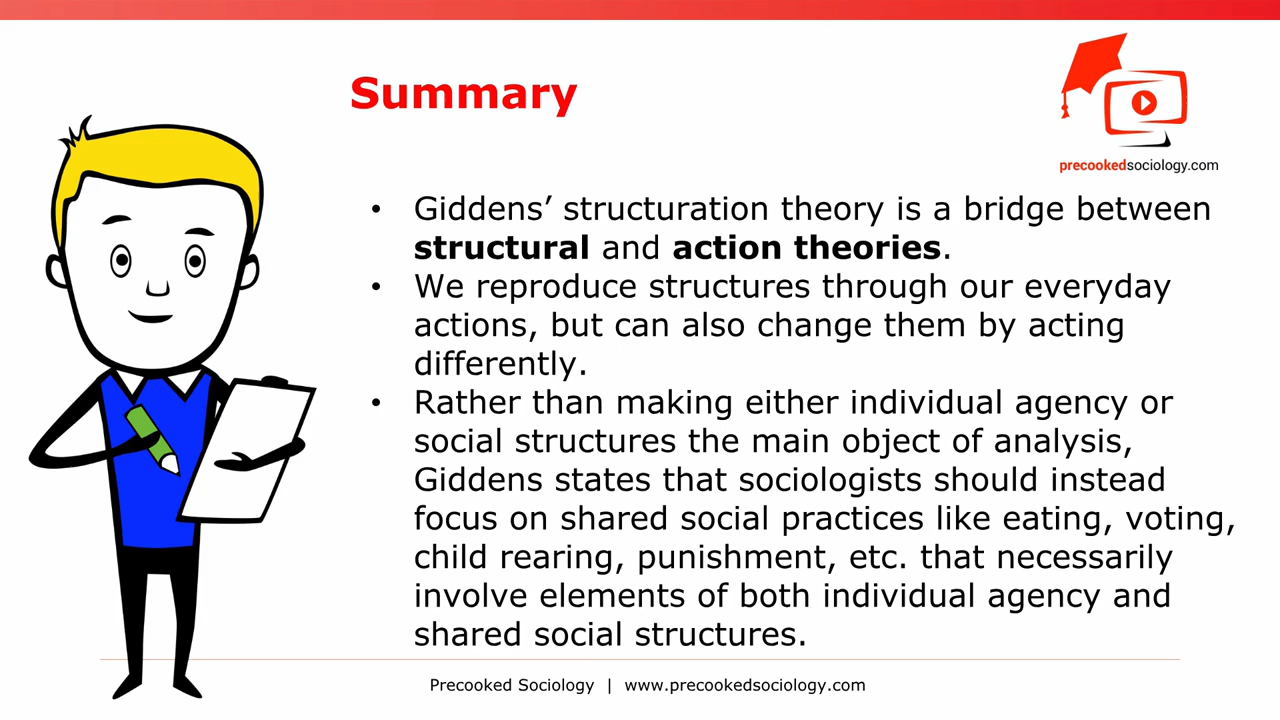 Summary
precookedsociology.com
• Giddens’ structuration theory is a bridge between
structural and action theories.
• We reproduce structures through our everyday
actions, but can also change them by acting
differently.
• Rather than making either individual agency or
social structures the main object of analysis,
Giddens states that sociologists should instead
focus on shared social practices like eating, voting,
child rearing, punishment, etc. that necessarily
involve elements of both individual agency and
shared social structures.
Precooked Sociology | www.precookedsociology.com